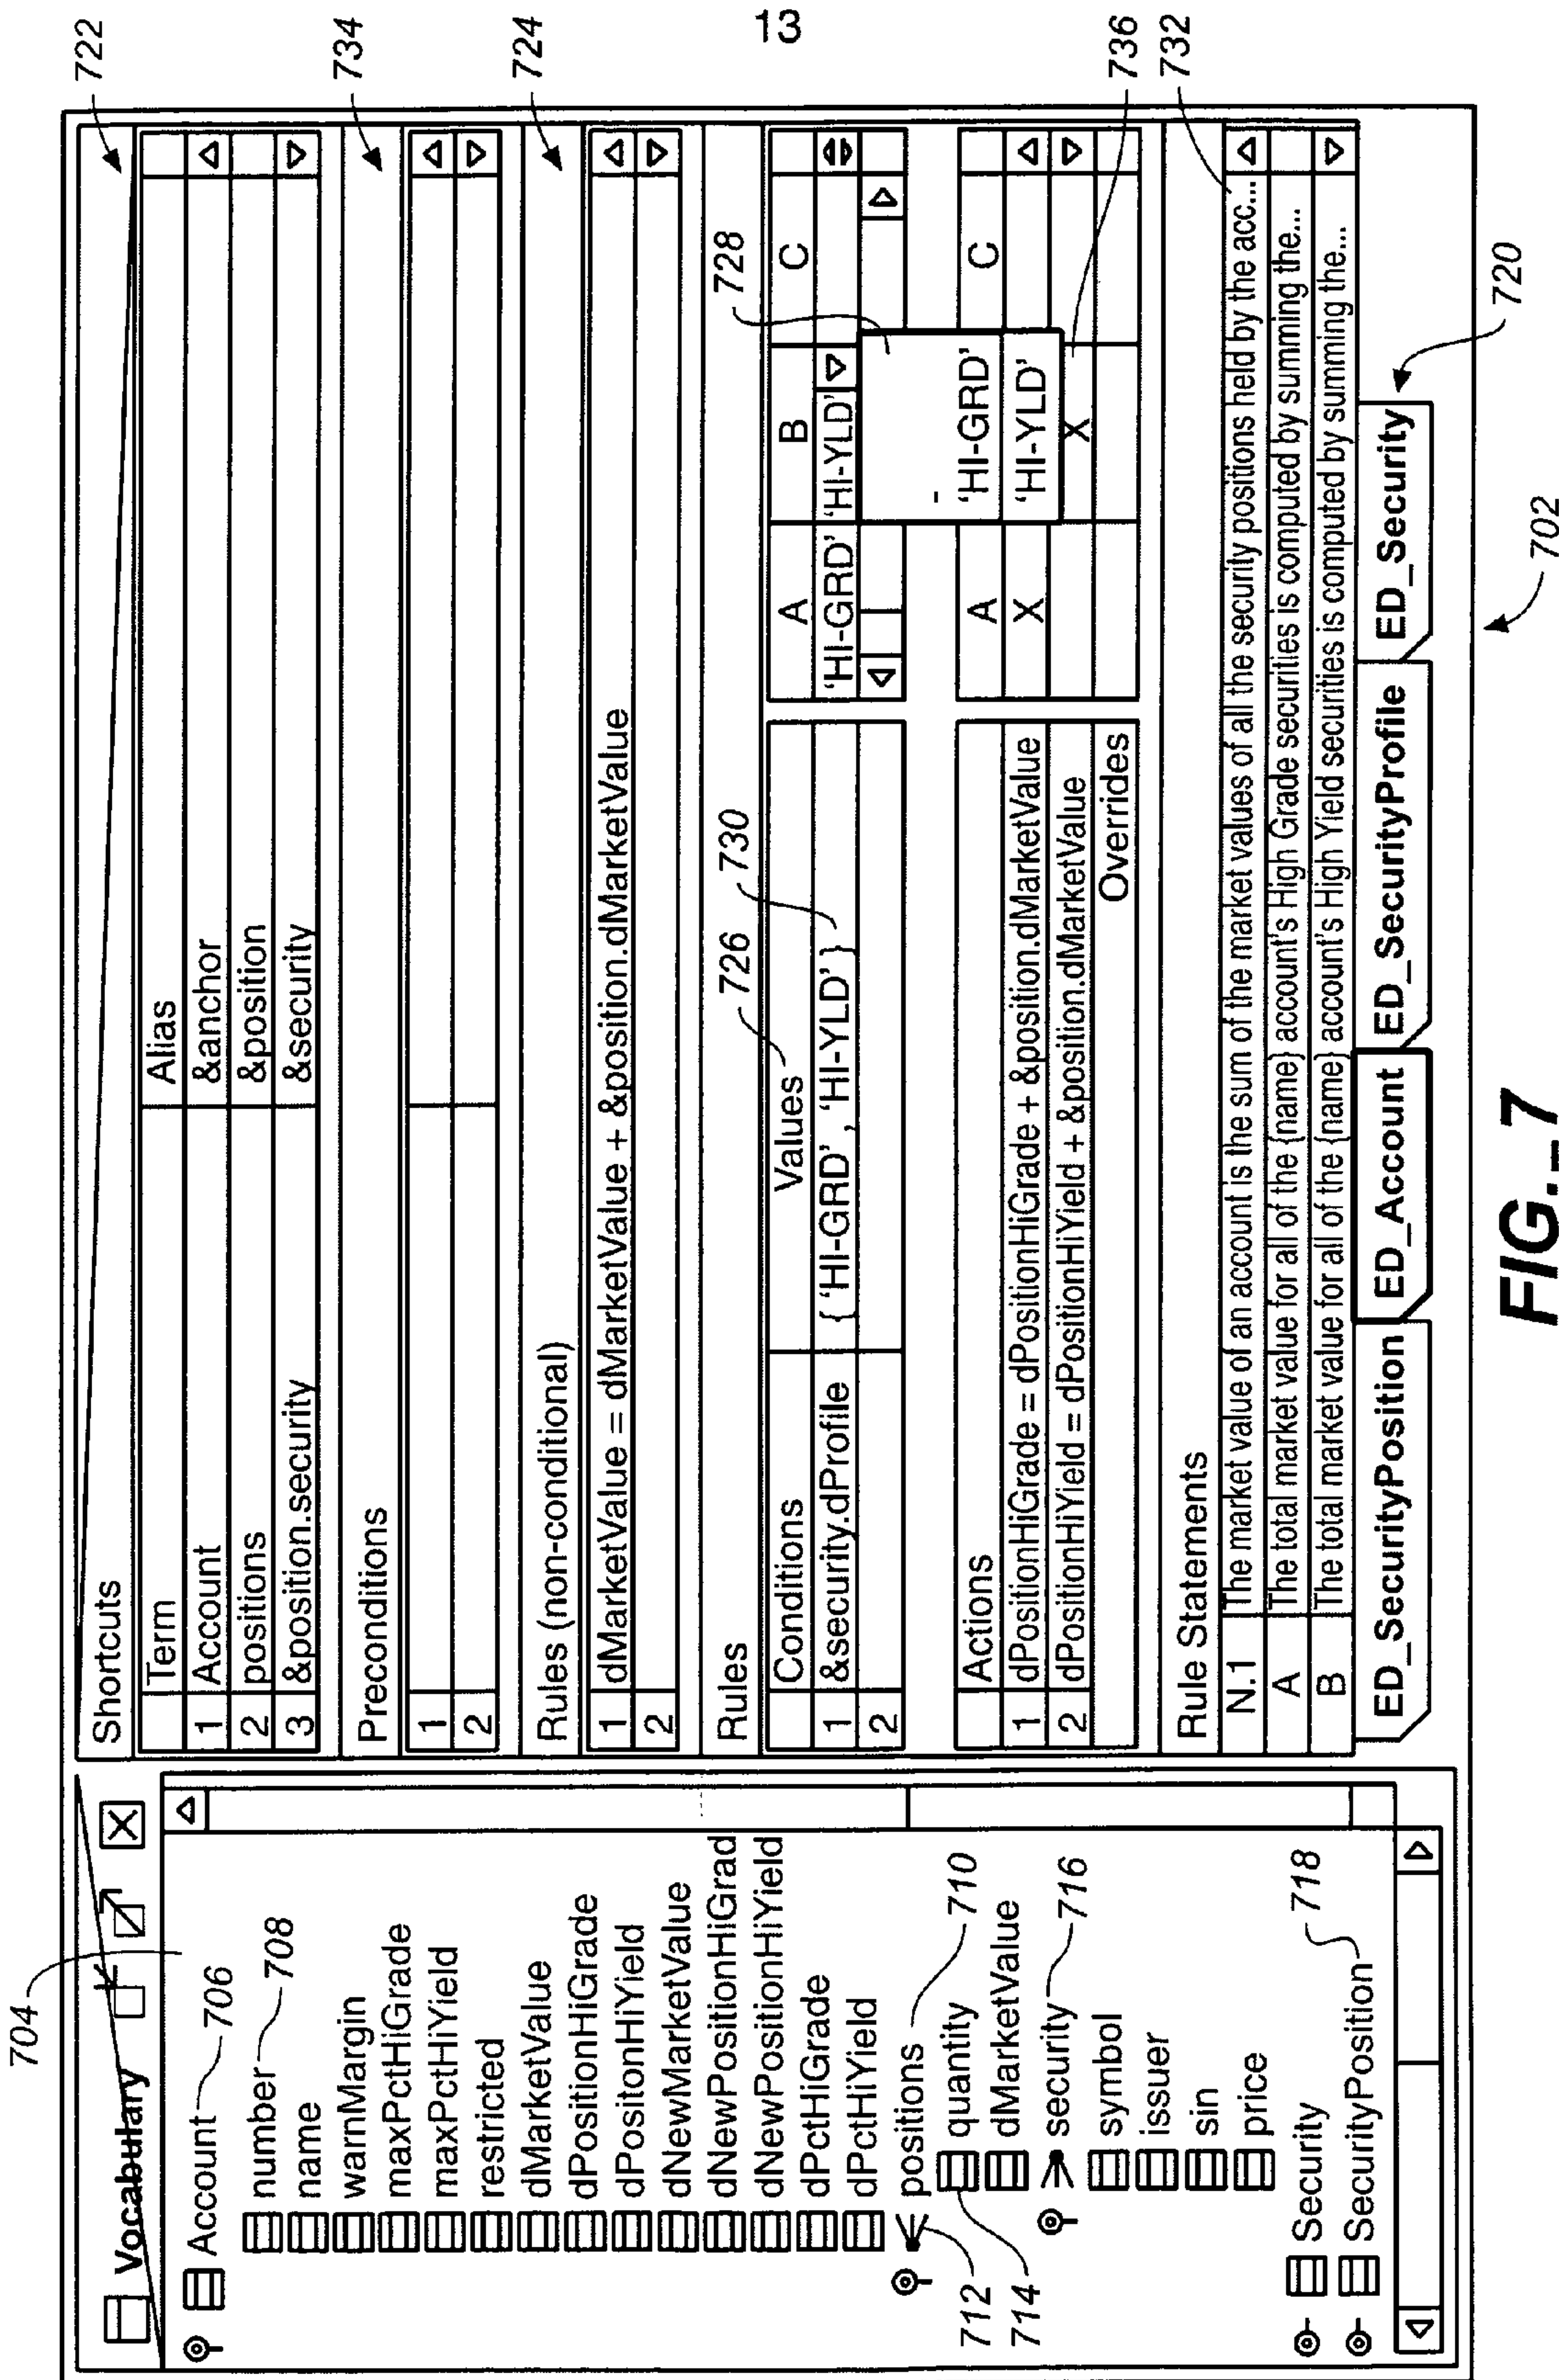 704
Vocabulary
Account 706
number 708
name
warnMargin
maxPctHiGrade
maxPctHiYield
restricted
dMarketValue
dPositionHiGrade
dPositonHiYield
dNewMarketValue
dNewPositionHiGrad
dNewPositionHiYield
dPctHiGrade
dPctHiYield
positions 710
712
quantity
714
dMarketValue
security 716
symbol
issuer
sin
price
Security 718
SecurityPosition
Shortcuts 722
Term Alias
1 Account &anchor
2 positions &position
3 &position.security &security
Preconditions 734
1
2
Rules (non-conditional) 724
1 dMarketValue = dMarketValue + &position.dMarketValue
2
Rules 726 730 728
Conditions Values A B C
1 &security.dProfile { 'HI-GRD' , 'HI-YLD' } 'HI-GRD' 'HI-YLD'
2
-
'HI-GRD'
'HI-YLD'
Actions A C
1 dPositionHiGrade = dPositionHiGrade + &position.dMarketValue X
2 dPositionHiYield = dPositionHiYield + &position.dMarketValue X
Overrides
736
Rule Statements 732
N.1 The market value of an account is the sum of the market values of all the security positions held by the acc...
A The total market value for all of the {name} account's High Grade securities is computed by summing the...
B The total market value for all of the {name} account's High Yield securities is computed by summing the...
ED_SecurityPosition ED_Account ED_SecurityProfile ED_Security 720
702
FIG._7
13